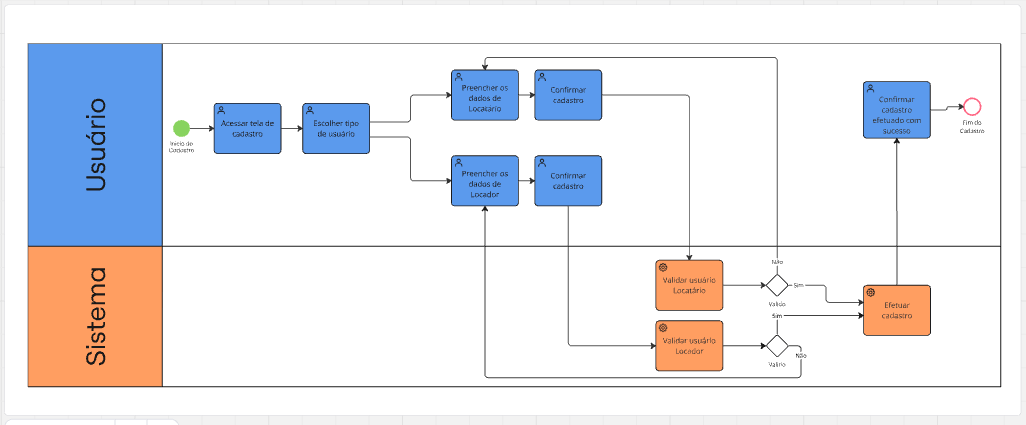 Usuário
Início do
Cadastro
Acessar tela de
cadastro
Escolher tipo
de usuário
Preencher os
dados de
Locatário
Confirmar
cadastro
Preencher os
dados de
Locador
Confirmar
cadastro
Confirmar
cadastro
efetuado com
sucesso
Fim do
Cadastro
Sistema
Validar usuário
Locatário
Não
Sim
Valido
Validar usuário
Locador
Sim
Não
Valido
Efetuar
cadastro